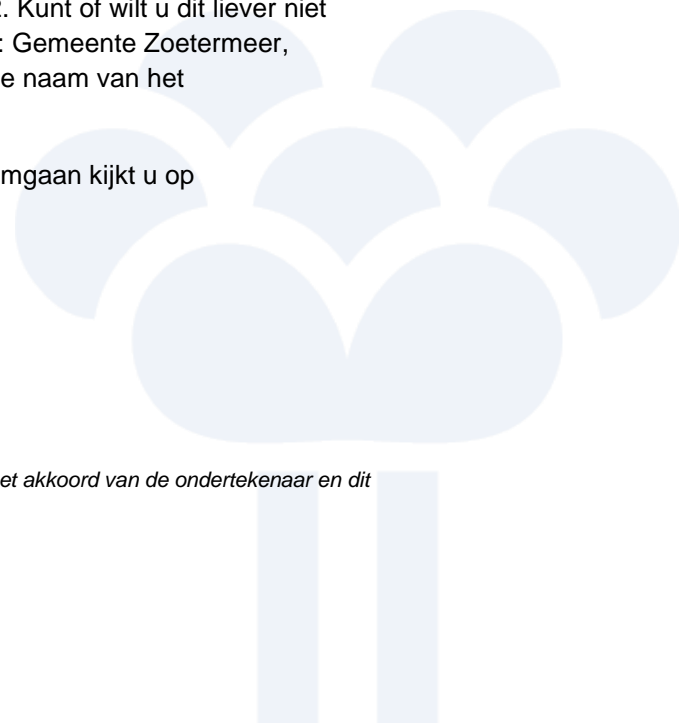 . Kunt of wilt u dit liever niet
: Gemeente Zoetermeer,
e naam van het
mgaan kijkt u op
et akkoord van de ondertekenaar en dit